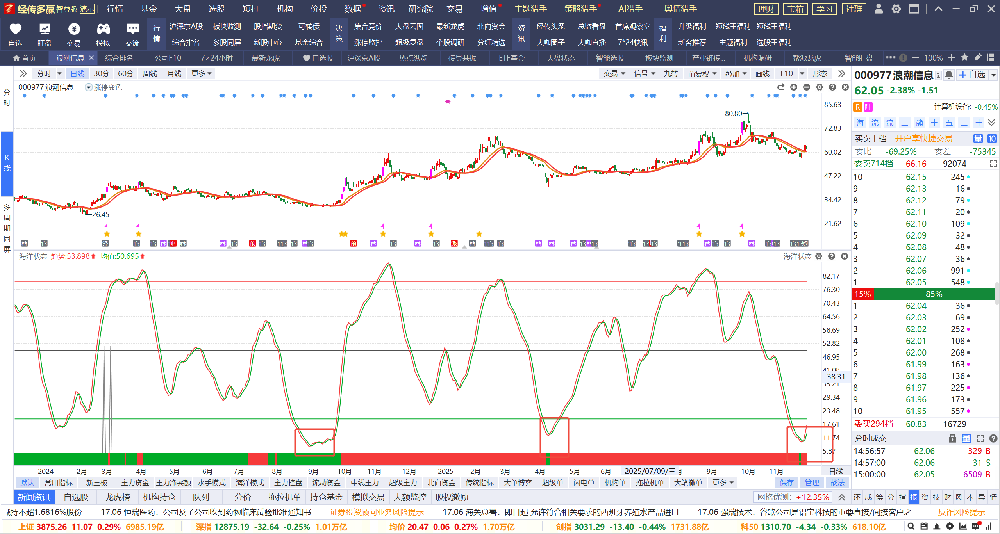 经传多赢 智尊版 演示 行情 基金 大盘 选股 短打 机构 价投 数据 资讯 研究院 交易 增值 主题猎手 策略猎手 AI猎手 舆情猎手 理财 宝箱 学习 社群
自选 盯盘 交易 模拟 交流
行情 沪深京A股 板块监测 股指期货 可转债 决策 集合竞价 大盘云图 最新龙虎 北向资金 资讯 经传头条 总监看盘 首席观察室 福利 升级福利 短线王福利 短线王福利
综合排名 多股同屏 新股中心 基金综合 涨停监控 超级复盘 个股调研 分红精选 大咖圈子 大咖直播 7*24快讯 新客推荐 主题福利 选股王福利
首页 浪潮信息 综合排名 公司F10 7×24小时 最新龙虎 自选股 沪深京A股 热点纵览 传导共振 ETF基金 大盘状态 智能选股 板块监测 产业链传... 机构调研 帮派龙虎 智能盯盘 100%
分时 日线 30分 60分 周线 月线 更多 交易 信号 九转 前复权 叠加 画线 F10 形态
分时
K线
多周期同屏
000977 浪潮信息 涨停变色
85.63
80.80
72.83
60.02
47.22
34.42
26.45
21.62
叠 它 经 它 它 叠 财 叠 叠 它 预 它 它 它 它 预 叠 它 叠 它 派 叠 它 它 叠 叠 叠 它 它 它 它 它 它 叠 它 它 叠 它 它 它 它 购
海洋状态 趋势:53.898 均值:50.695 海洋状态
82.17
76.30
70.43
64.56
58.69
52.82
46.95
41.08
38.31
35.21
29.34
23.48
17.61
11.74
5.87
2024 2月 3月 4月 5月 6月 7月 8月 9月 10月 11月 12月 2025 2月 3月 4月 5月 6月 2025/07/09/三 9月 10月 11月 日线
默认 常用指标 新三板 主力资金 主力净买额 水手模式 海洋模式 主力控盘 流动资金 中线主力 超级主力 北向资金 传统指标 大单博弈 超级单 闪电单 机构单 拖拉机单 大笔撤单 更多 保存 管理 战法
新闻资讯 自选股 龙虎榜 机构持仓 队列 分价 拖拉机单 持仓基金 模拟交易 大额监控 股权激励 网格优测: +12.35%
000977 浪潮信息 自选
62.05 -2.38% -1.51
R 陆 计算机设备: -0.45%
海 流 流 三 熊 十 五 三 十
买卖十档 开户享快捷交易 量 10
委比 -69.25% 委差 -75345
委卖714档 66.16 92074
10 62.15 245
9 62.13 16
8 62.12 79
7 62.11 20
6 62.10 109
5 62.09 32
4 62.08 48
3 62.07 36
2 62.06 991
1 62.05 548
15% 85%
1 62.04 36
2 62.03 69
3 62.02 252
4 62.01 108
5 62.00 268
6 61.99 163
7 61.98 136
8 61.97 225
9 61.96 173
10 61.95 557
委买294档 60.83 16729
分时成交 量
14:56:57 62.06 329 B
14:57:00 62.06 31 S
15:00:00 62.05 6509 B
还 成 筹 分 指 报 资 技 财 风 本 异 情
持不超1.6816%股份 17:06 恒瑞医药：公司及子公司收到药物临床试验批准通知书 证券投资顾问业务风险提示 17:06 海关总署：即日起 允许符合相关要求的西班牙养殖水产品进口 17:06 强瑞技术：谷歌公司是铝宝科技的重要直接/间接客户之一 反诈风险提示
上证 3875.26 11.07 0.29% 6985.19亿 深指 12875.19 -32.64 -0.25% 1.01万亿 均价 20.47 0.06 0.27% 1.70万亿 创指 3031.29 -13.40 -0.44% 1731.88亿 科50 1310.70 -4.34 -0.33% 618.10亿